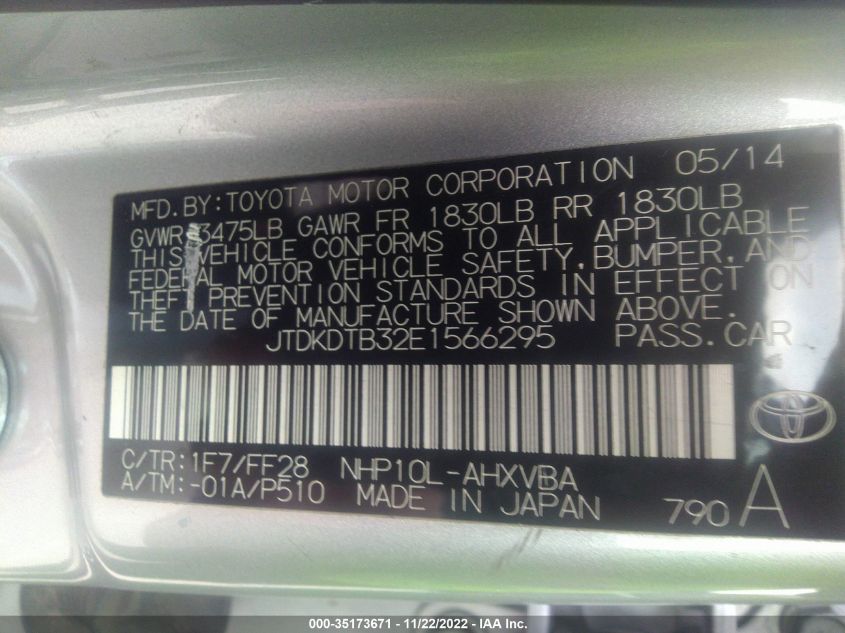 MFD.BY:TOYOTA MOTOR CORPORATION 05/14
GVWR 3475LB GAWR FR 1830LB RR 1830LB
THIS VEHICLE CONFORMS TO ALL APPLICABLE
FEDERAL MOTOR VEHICLE SAFETY,BUMPER,AND
THEFT PREVENTION STANDARDS IN EFFECT ON
THE DATE OF MANUFACTURE SHOWN ABOVE.
JTDKDTB32E1566295 PASS.CAR
C/TR:1F7/FF28 NHP10L-AHXVBA
A/TM:-01A/P510 MADE IN JAPAN 790 A
000-35173671 - 11/22/2022 - IAA Inc.